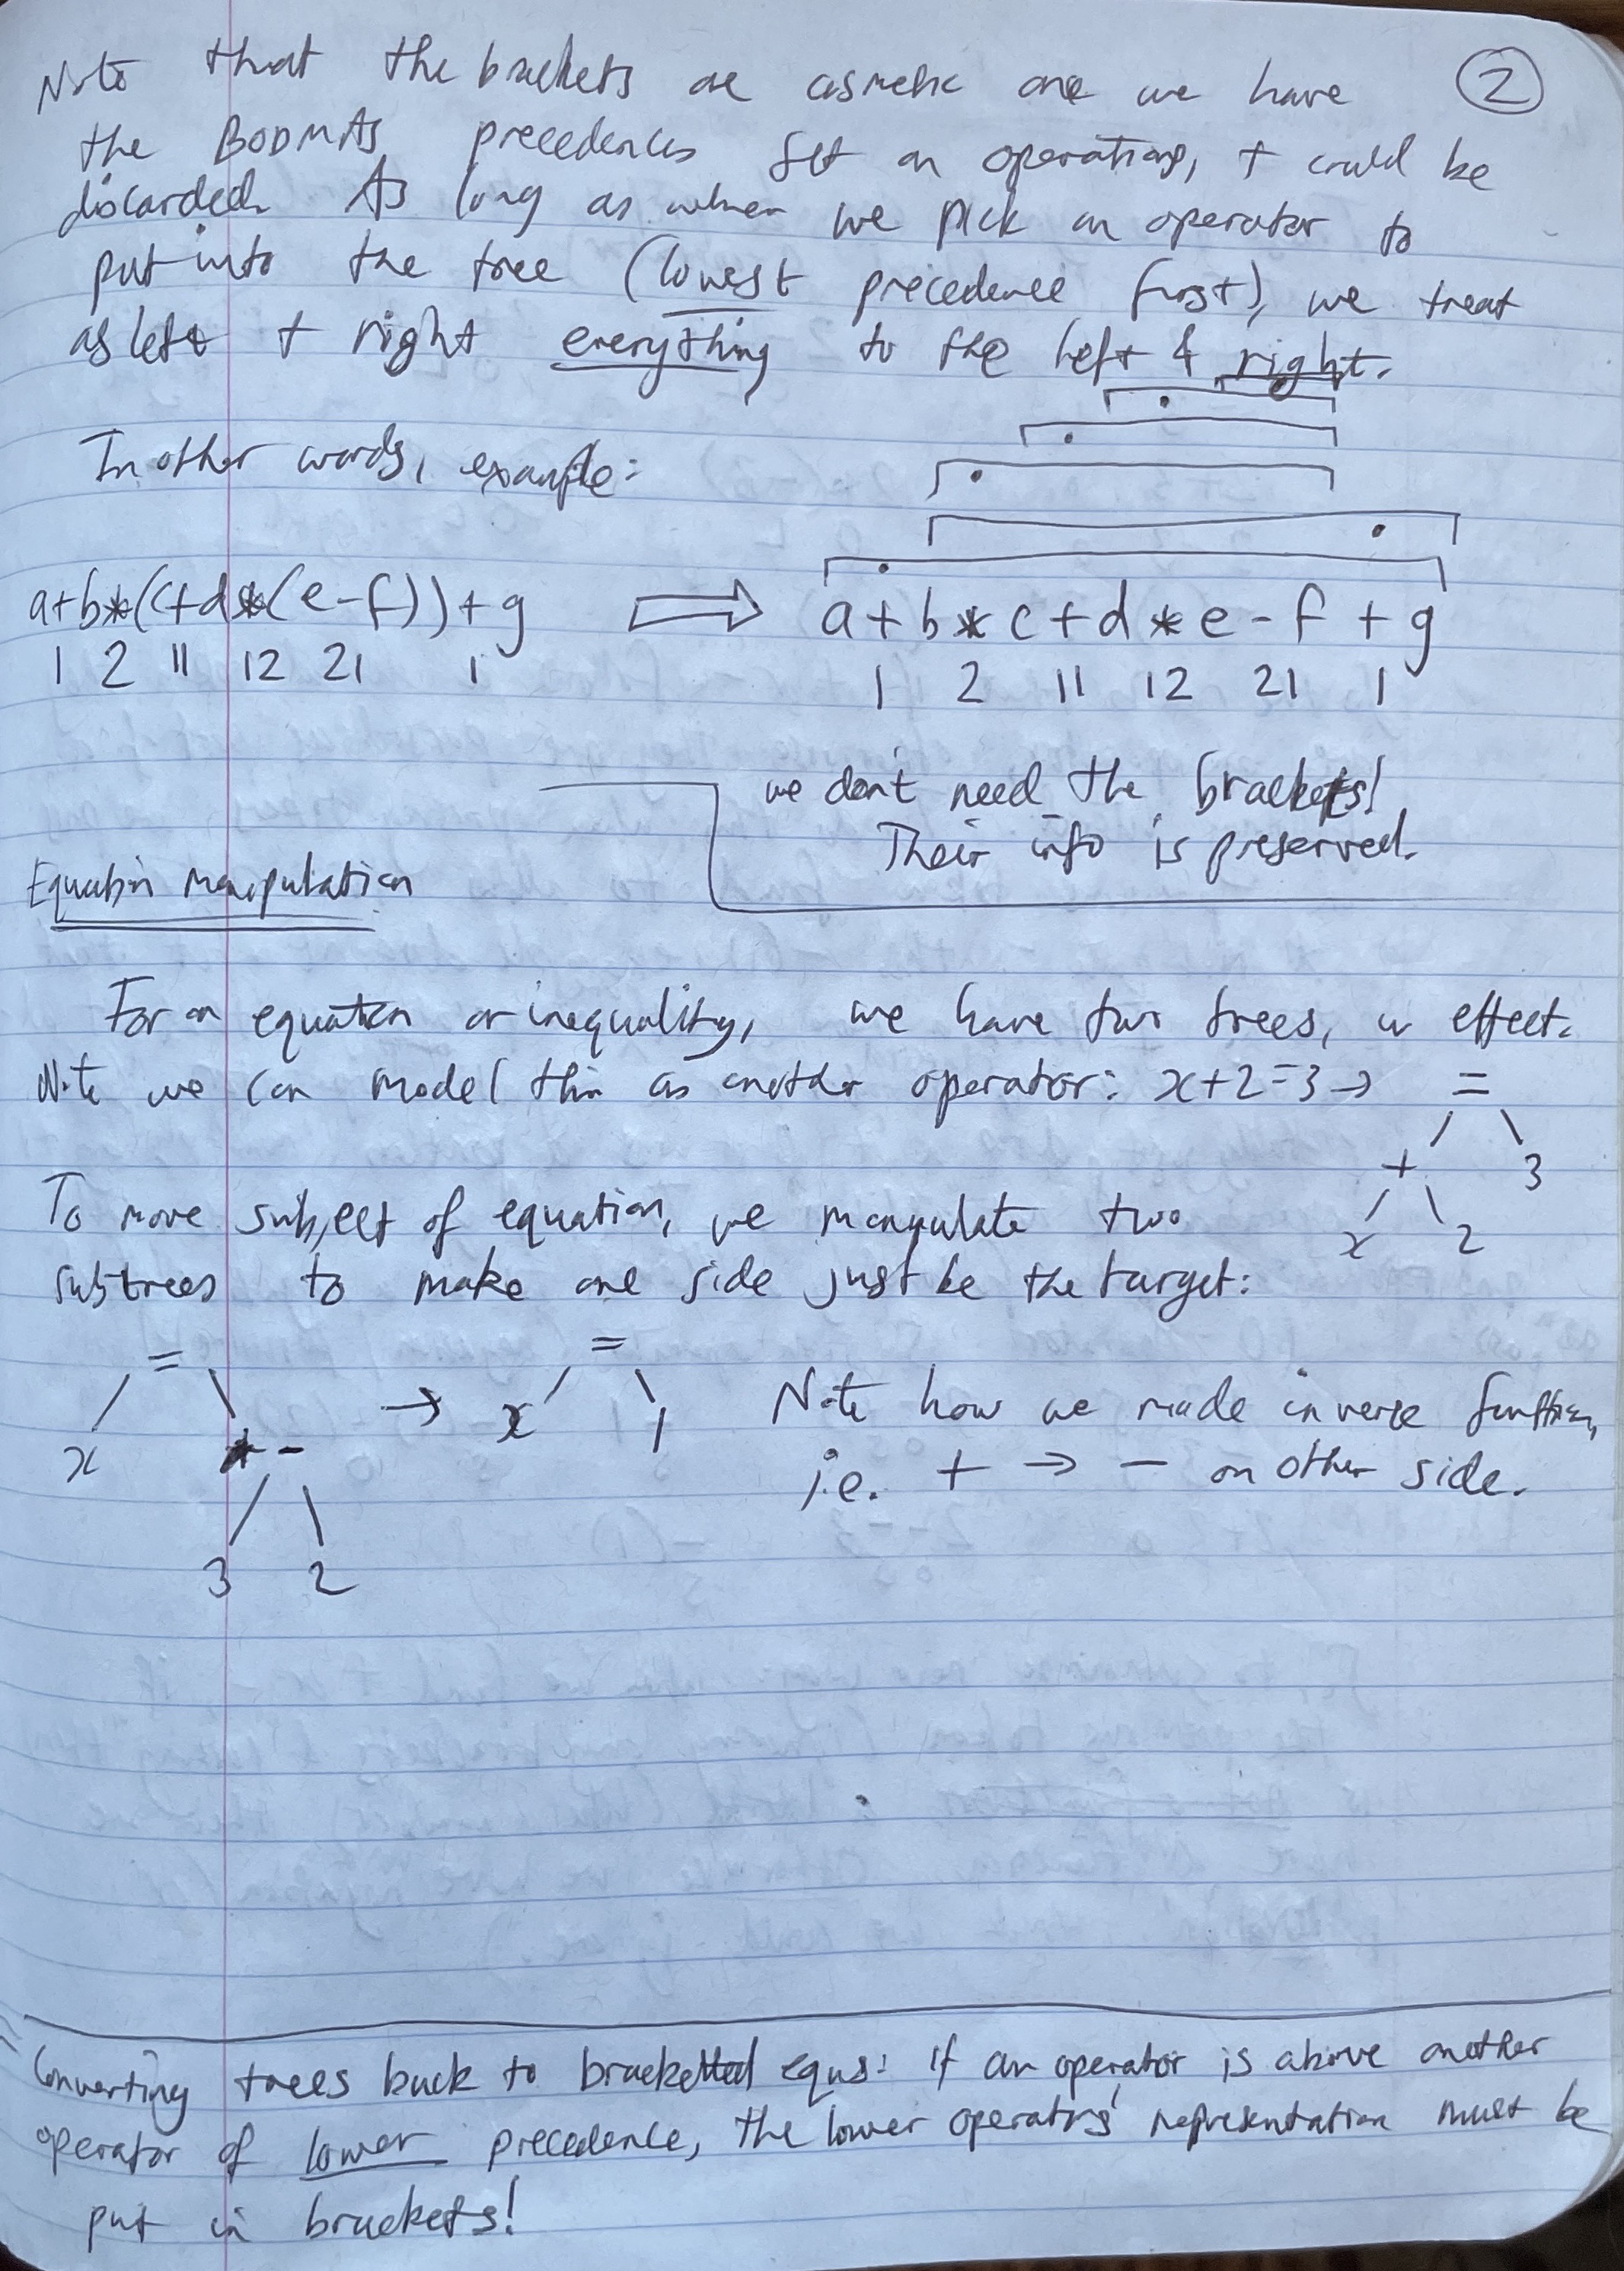 Note that the brackets are cosmetic once we have ②
the BODMAS precedences set on operations, + could be
discarded. As long as when we pick an operator to
put into the tree (lowest precedence first), we treat
as left + right everything to the left & right.
In other words, example:
a+b*(c+d*(e-f))+g ⇒ a+b*c+d*e-f+g
1 2 11 12 21 1 1 2 11 12 21 1
we don't need the brackets!
Their info is preserved.
Equation manipulation
For an equation or inequality, we have two trees, in effect.
Note we can model this as another operator: x+2=3 → =
+ 3
x 2
To move subject of equation, we manipulate two
subtrees to make one side just be the target:
= → =
x - x 1
3 2
Note how we made inverse function,
i.e. + → - on other side.
Converting trees back to bracketted equs: if an operator is above another
operator of lower precedence, the lower operators' representation must be
put in brackets!